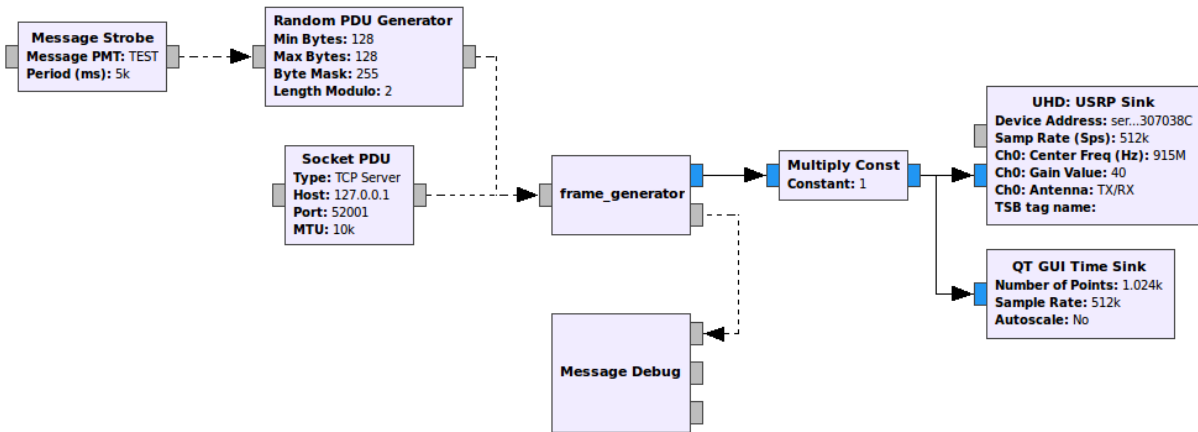 Message Strobe
Message PMT: TEST
Period (ms): 5k
Random PDU Generator
Min Bytes: 128
Max Bytes: 128
Byte Mask: 255
Length Modulo: 2
Socket PDU
Type: TCP Server
Host: 127.0.0.1
Port: 52001
MTU: 10k
frame_generator
Multiply Const
Constant: 1
UHD: USRP Sink
Device Address: ser...307038C
Samp Rate (Sps): 512k
Ch0: Center Freq (Hz): 915M
Ch0: Gain Value: 40
Ch0: Antenna: TX/RX
TSB tag name:
QT GUI Time Sink
Number of Points: 1.024k
Sample Rate: 512k
Autoscale: No
Message Debug